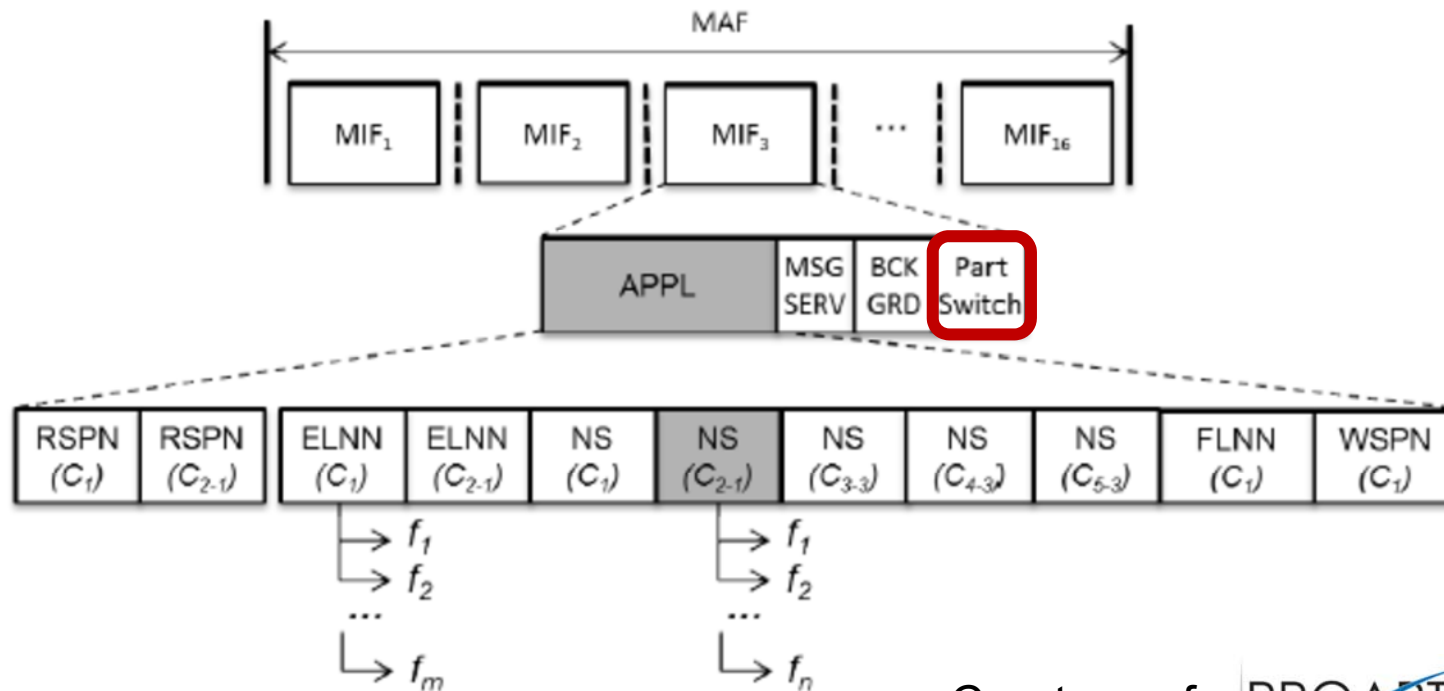 MAF
MIF₁ MIF₂ MIF₃ ... MIF₁₆
APPL MSG SERV BCK GRD Part Switch
RSPN (C₁) RSPN (C₂₋₁) ELNN (C₁) ELNN (C₂₋₁) NS (C₁) NS (C₂₋₁) NS (C₃₋₃) NS (C₄₋₃) NS (C₅₋₃) FLNN (C₁) WSPN (C₁)
f₁ f₁
f₂ f₂
... ...
fₘ fₙ